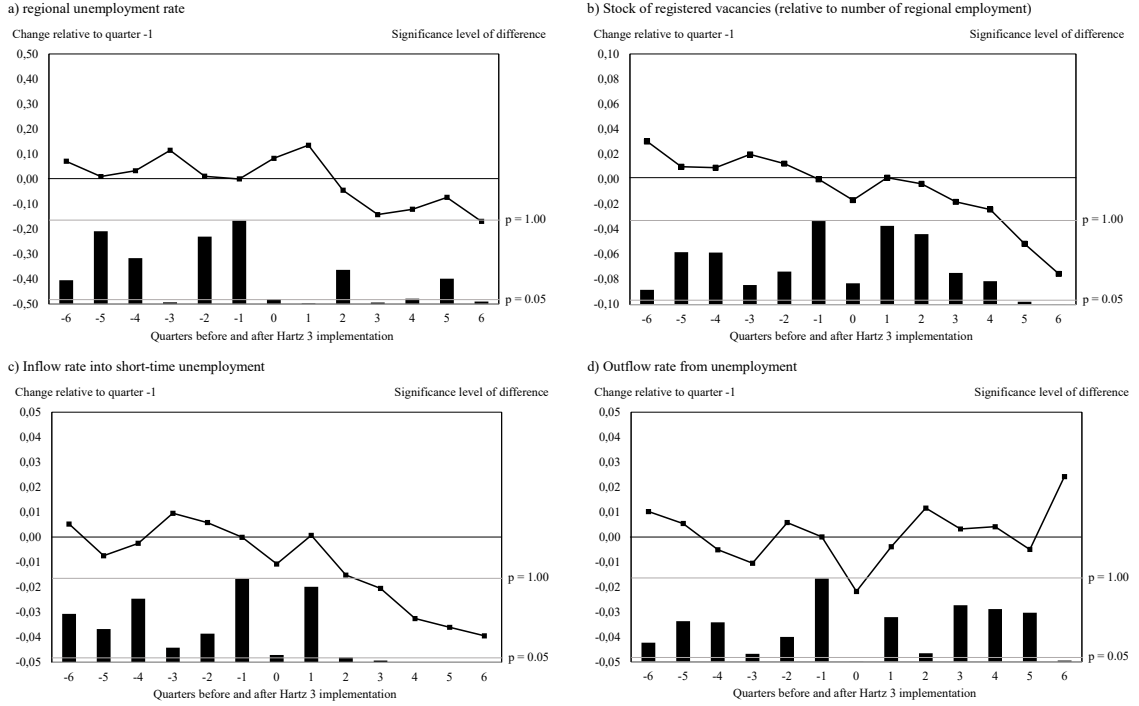 a) regional unemployment rate
Change relative to quarter -1 Significance level of difference
0,50
0,40
0,30
0,20
0,10
0,00
-0,10
-0,20
-0,30
-0,40
-0,50
p = 1.00
p = 0.05
-6 -5 -4 -3 -2 -1 0 1 2 3 4 5 6
Quarters before and after Hartz 3 implementation
b) Stock of registered vacancies (relative to number of regional employment)
Change relative to quarter -1 Significance level of difference
0,10
0,08
0,06
0,04
0,02
0,00
-0,02
-0,04
-0,06
-0,08
-0,10
p = 1.00
p = 0.05
-6 -5 -4 -3 -2 -1 0 1 2 3 4 5 6
Quarters before and after Hartz 3 implementation
c) Inflow rate into short-time unemployment
Change relative to quarter -1 Significance level of difference
0,05
0,04
0,03
0,02
0,01
0,00
-0,01
-0,02
-0,03
-0,04
-0,05
p = 1.00
p = 0.05
-6 -5 -4 -3 -2 -1 0 1 2 3 4 5 6
Quarters before and after Hartz 3 implementation
d) Outflow rate from unemployment
Change relative to quarter -1 Significance level of difference
0,05
0,04
0,03
0,02
0,01
0,00
-0,01
-0,02
-0,03
-0,04
-0,05
p = 1.00
p = 0.05
-6 -5 -4 -3 -2 -1 0 1 2 3 4 5 6
Quarters before and after Hartz 3 implementation